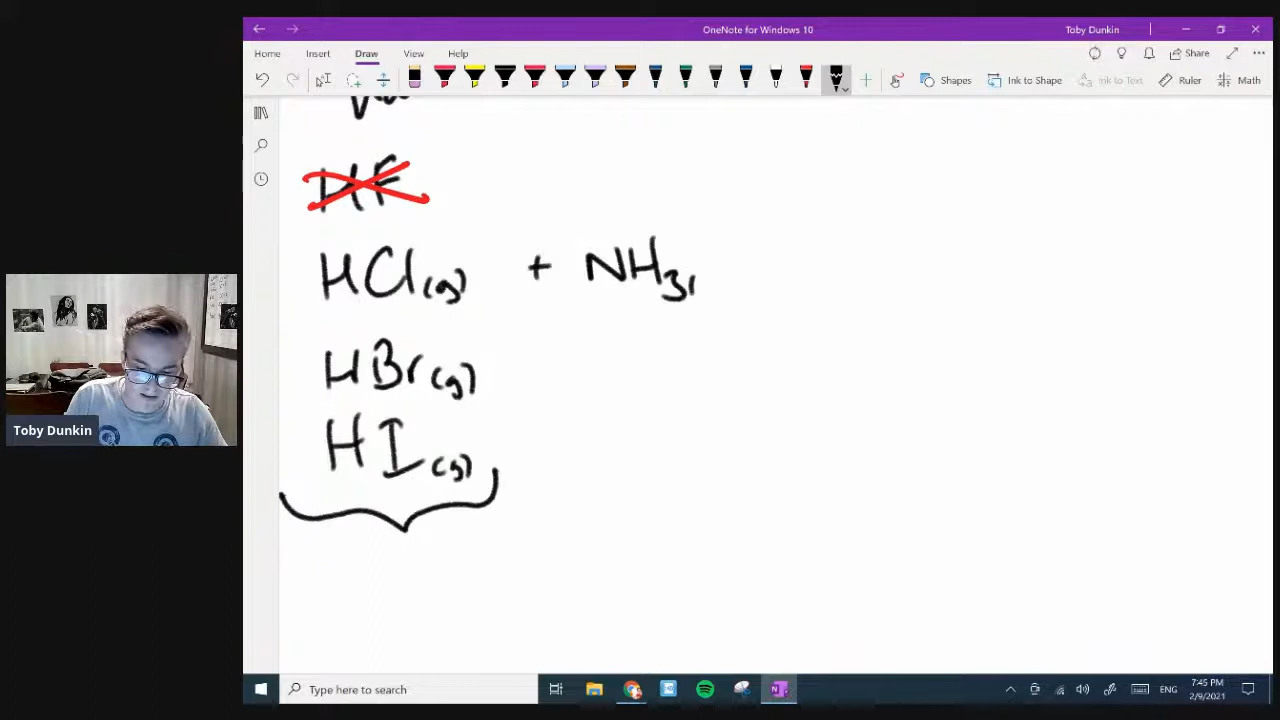 OneNote for Windows 10
Toby Dunkin
Home Insert Draw View Help
Share
Shapes Ink to Shape Ink to Text Ruler Math
HF
HCl(g) + NH3(
HBr(g)
HI(g)
Toby Dunkin
Type here to search
ENG
7:45 PM
2/9/2021